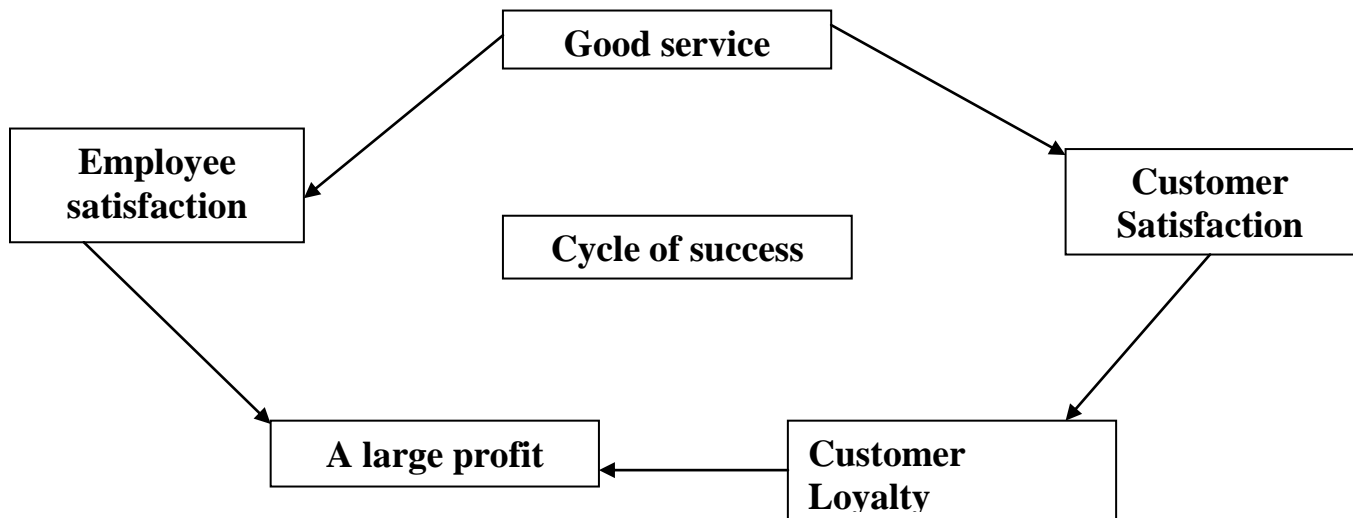 Good service
Employee
satisfaction
Customer
Satisfaction
Cycle of success
A large profit
Customer
Loyalty